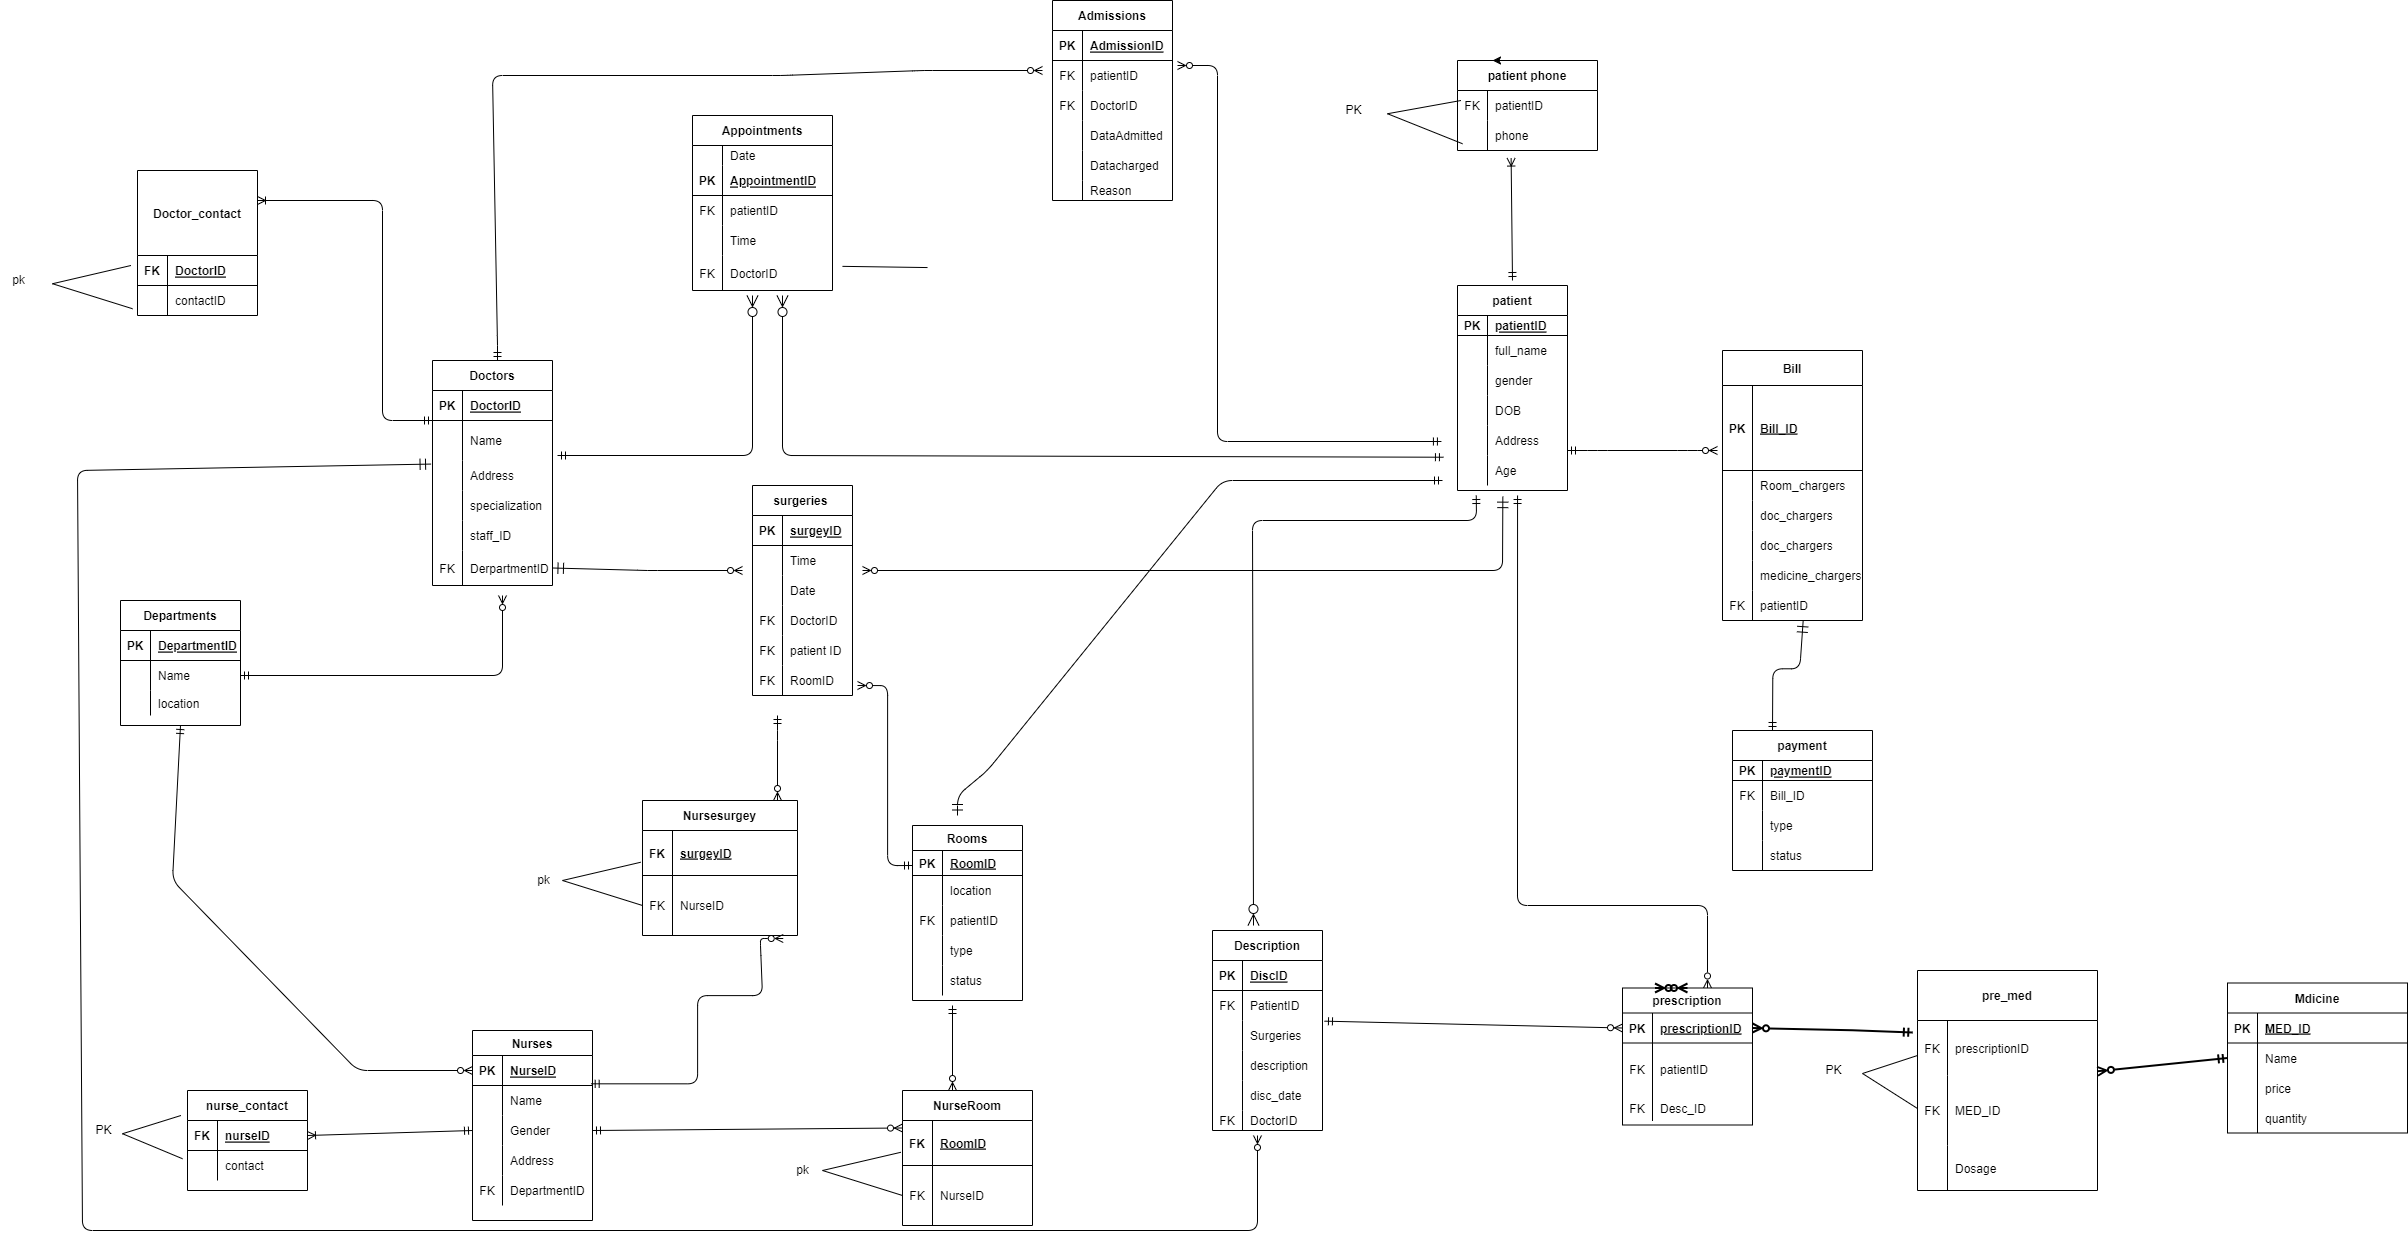 Admissions
PK AdmissionID
FK patientID
FK DoctorID
DataAdmitted
Datacharged
Reason
patient phone
PK
FK patientID
phone
Appointments
Date
PK AppointmentID
FK patientID
Time
FK DoctorID
Doctor_contact
pk
FK DoctorID
contactID
patient
PK patientID
full_name
gender
DOB
Address
Age
Bill
PK Bill_ID
Room_chargers
doc_chargers
doc_chargers
medicine_chargers
FK patientID
Doctors
PK DoctorID
Name
Address
specialization
staff_ID
FK DerpartmentID
surgeries
PK surgeyID
Time
Date
FK DoctorID
FK patient ID
FK RoomID
Departments
PK DepartmentID
Name
location
payment
PK paymentID
FK Bill_ID
type
status
Nursesurgey
pk
FK surgeyID
FK NurseID
Rooms
PK RoomID
location
FK patientID
type
status
Description
PK DiscID
FK PatientID
Surgeries
description
disc_date
FK DoctorID
prescription
PK prescriptionID
FK patientID
FK Desc_ID
pre_med
PK
FK prescriptionID
FK MED_ID
Dosage
Mdicine
PK MED_ID
Name
price
quantity
Nurses
PK NurseID
Name
Gender
Address
FK DepartmentID
nurse_contact
PK
FK nurseID
contact
NurseRoom
pk
FK RoomID
FK NurseID